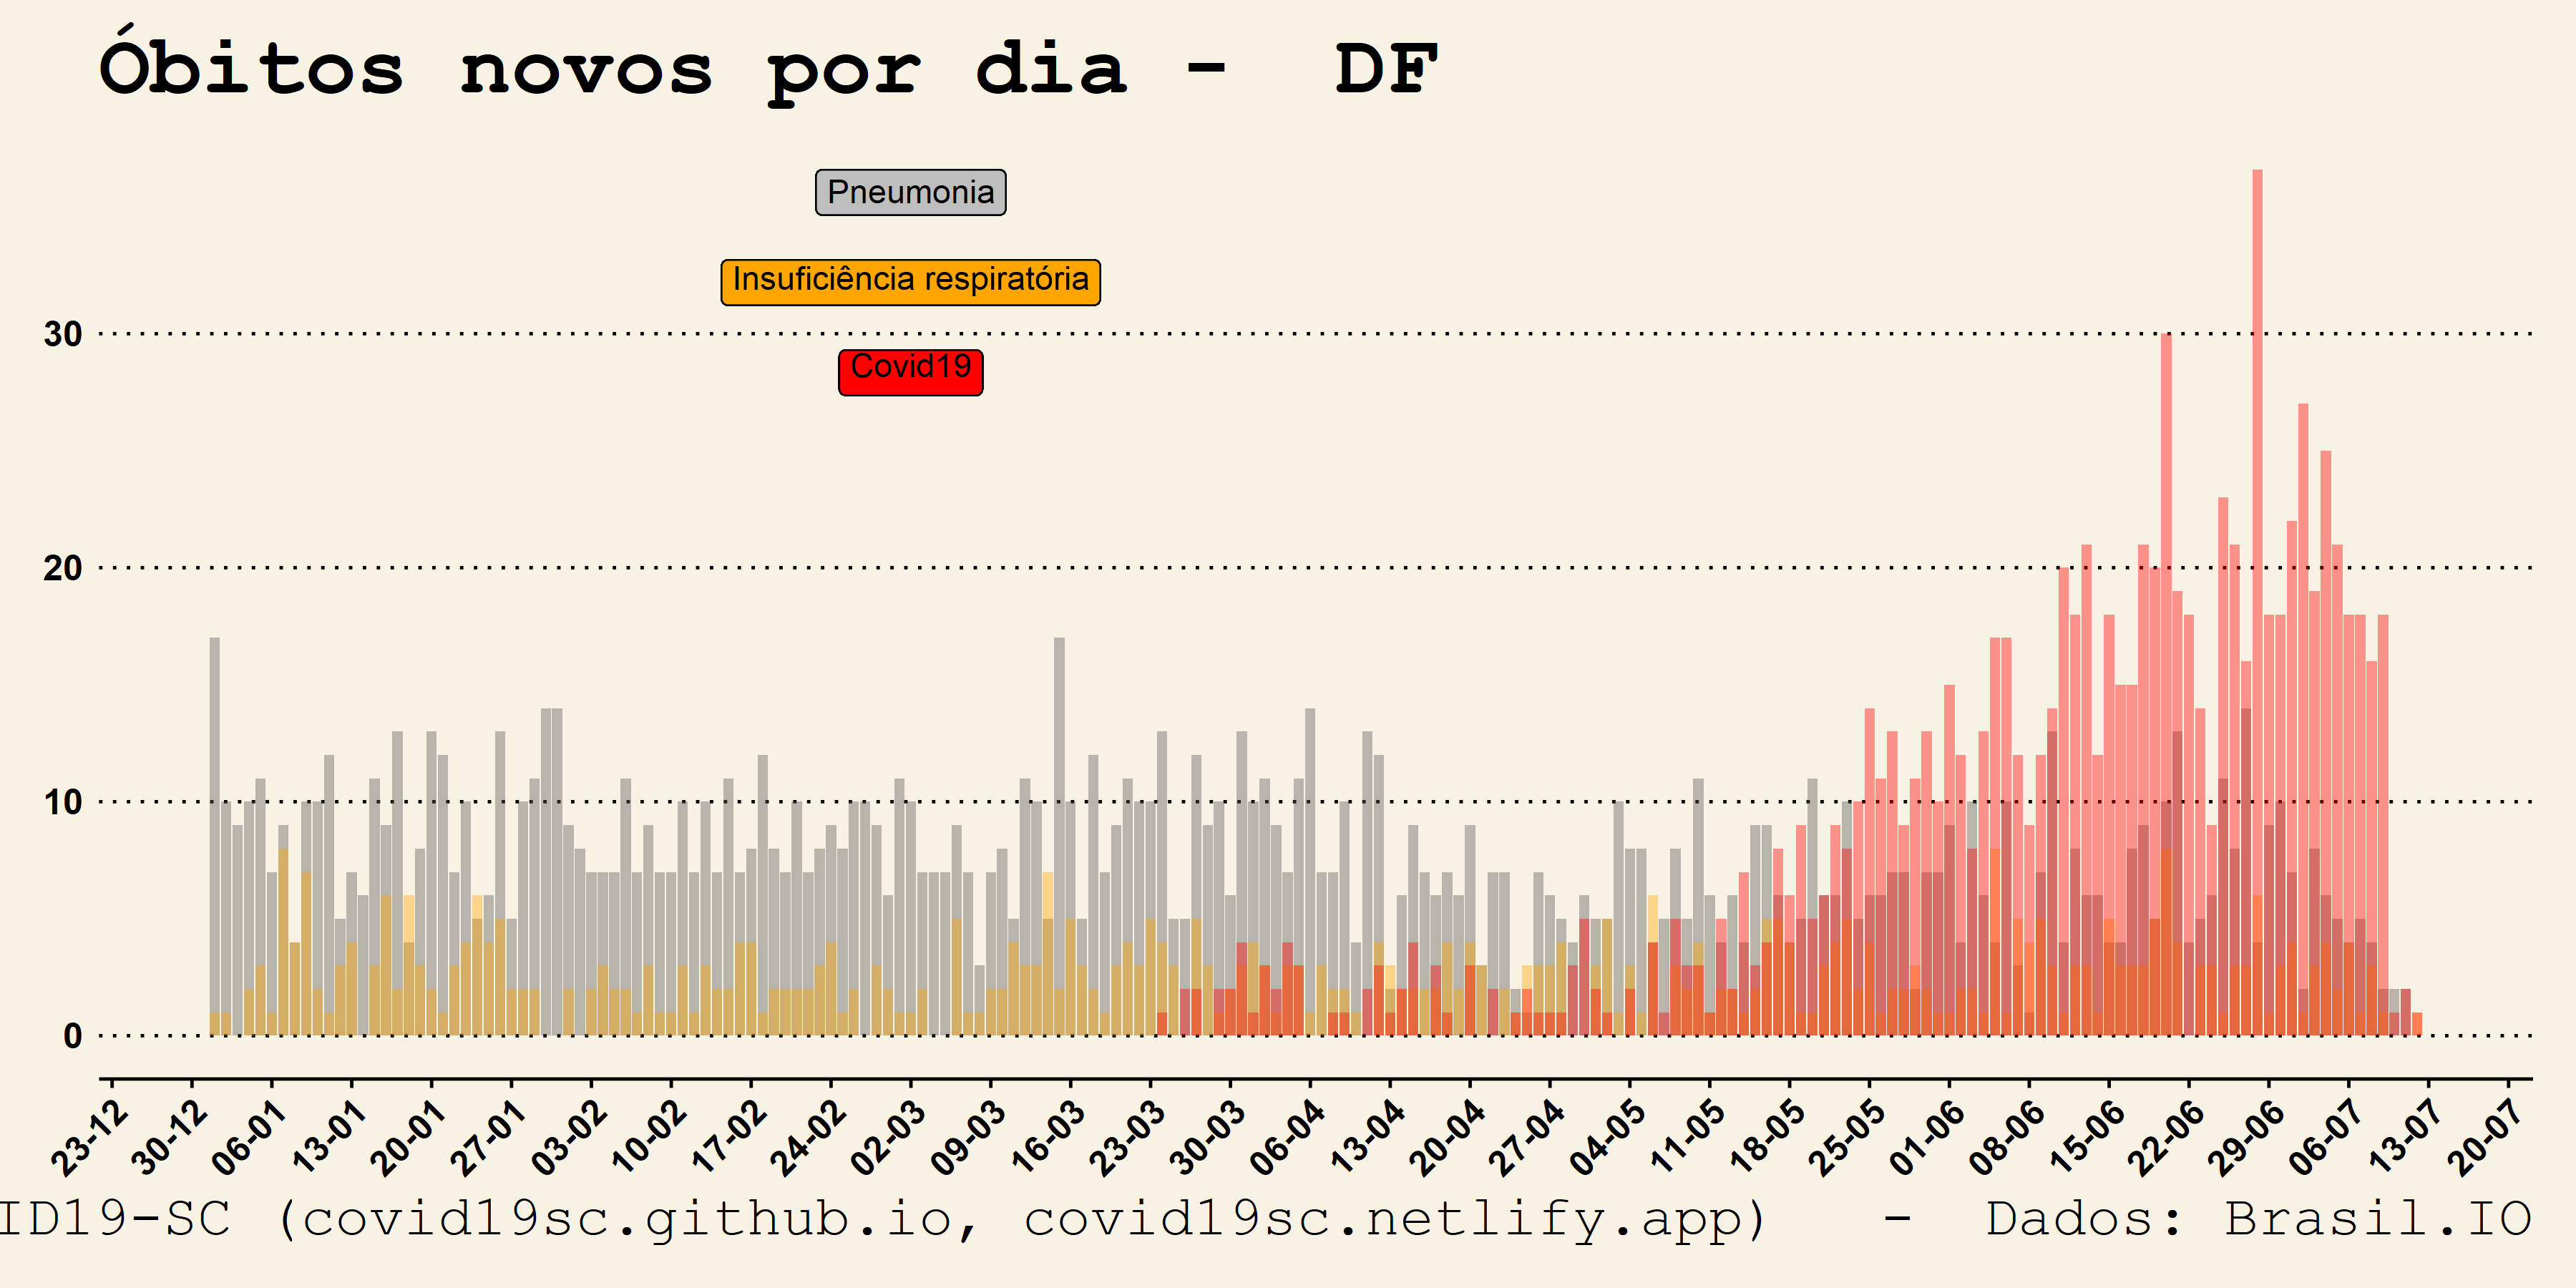 Óbitos novos por dia - DF
Pneumonia
Insuficiência respiratória
Covid19
30
20
10
0
23-12 30-12 06-01 13-01 20-01 27-01 03-02 10-02 17-02 24-02 02-03 09-03 16-03 23-03 30-03 06-04 13-04 20-04 27-04 04-05 11-05 18-05 25-05 01-06 08-06 15-06 22-06 29-06 06-07 13-07 20-07
ID19-SC (covid19sc.github.io, covid19sc.netlify.app) - Dados: Brasil.IO